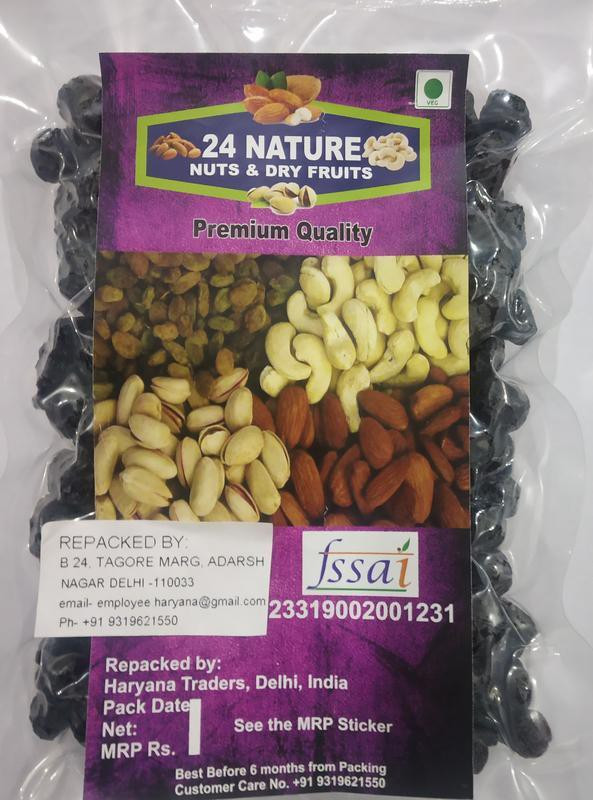 VEG
24 NATURE
NUTS & DRY FRUITS
Premium Quality
REPACKED BY:
B 24, TAGORE MARG, ADARSH
NAGAR DELHI -110033
email- employee haryana@gmail.com
Ph- +91 9319621550
fssai
23319002001231
Repacked by:
Haryana Traders, Delhi, India
Pack Date
Net:
See the MRP Sticker
MRP Rs.
Best Before 6 months from Packing
Customer Care No. +91 9319621550